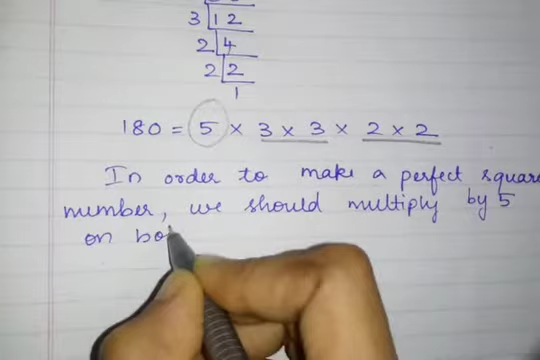 3 12
2 4
2 2
1
180 = 5 × 3 × 3 × 2 × 2
In order to make a perfect square
number, we should multiply by 5
on bo